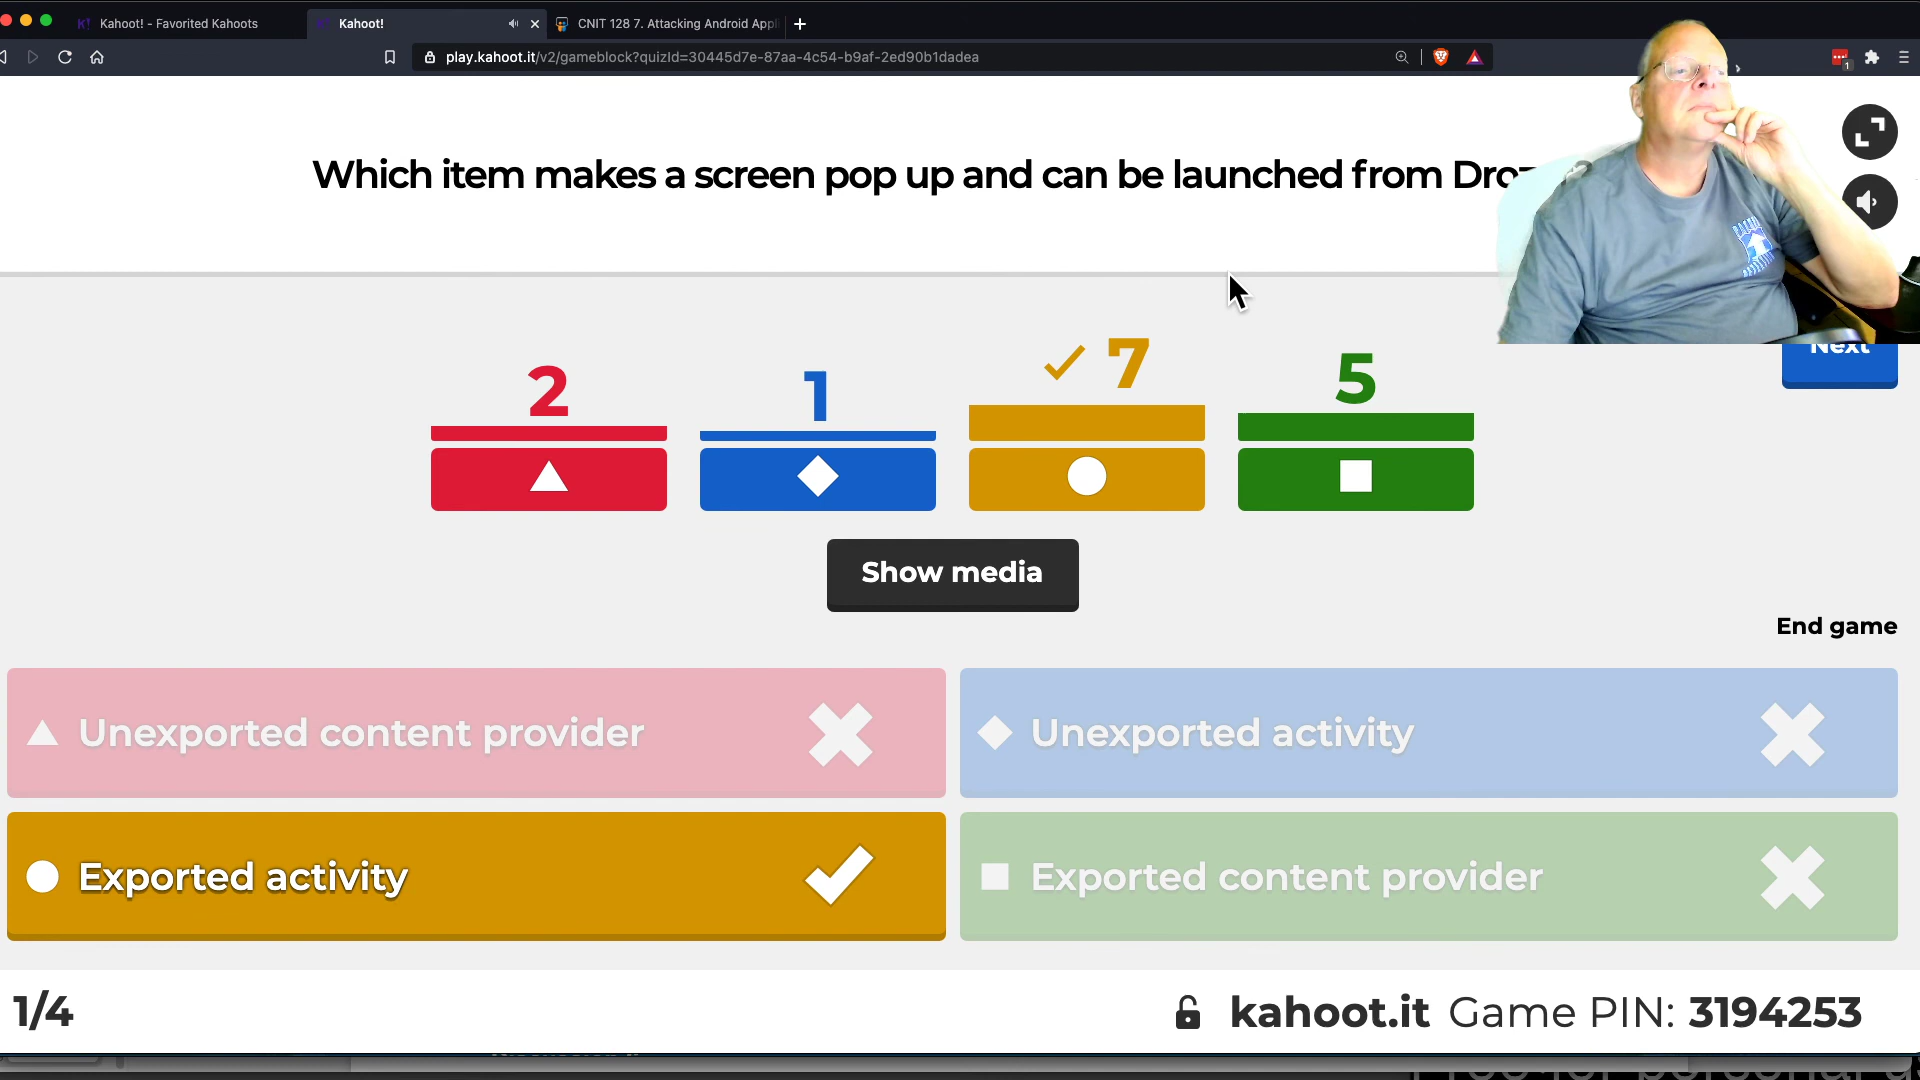 Kahoot! - Favorited Kahoots
Kahoot!
CNIT 128 7. Attacking Android Appl
play.kahoot.it/v2/gameblock?quizId=30445d7e-87aa-4c54-b9af-2ed90b1dadea
1
Which item makes a screen pop up and can be launched from
Next
2
1
7
5
Show media
End game
Unexported content provider
Unexported activity
Exported activity
Exported content provider
1/4
kahoot.it Game PIN: 3194253